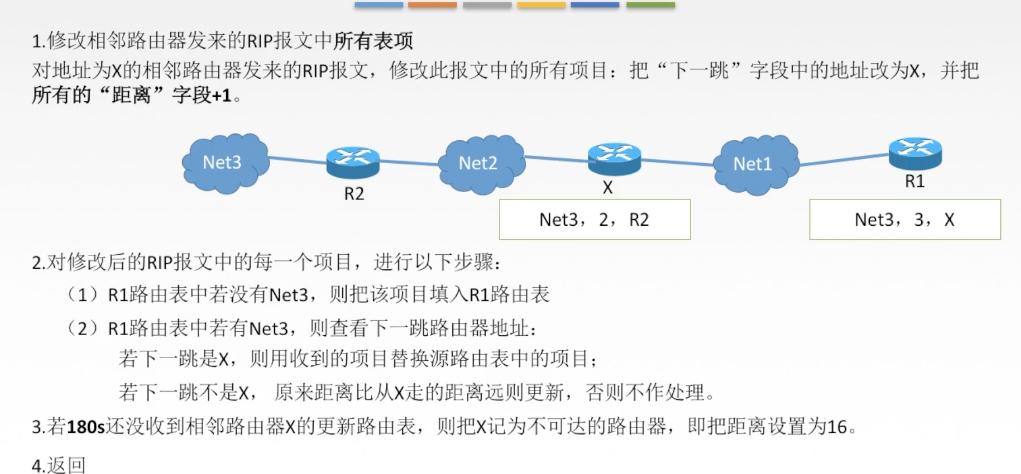 1.修改相邻路由器发来的RIP报文中所有表项
对地址为X的相邻路由器发来的RIP报文，修改此报文中的所有项目：把“下一跳”字段中的地址改为X，并把
所有的“距离”字段+1。
Net3
R2
Net2
X
Net1
R1
Net3，2，R2
Net3，3，X
2.对修改后的RIP报文中的每一个项目，进行以下步骤：
（1）R1路由表中若没有Net3，则把该项目填入R1路由表
（2）R1路由表中若有Net3，则查看下一跳路由器地址：
若下一跳是X，则用收到的项目替换源路由表中的项目；
若下一跳不是X， 原来距离比从X走的距离远则更新，否则不作处理。
3.若180s还没收到相邻路由器X的更新路由表，则把X记为不可达的路由器，即把距离设置为16。
4.返回